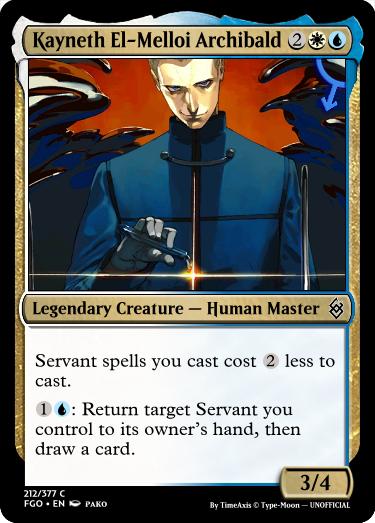 Kayneth El-Melloi Archibald 2
Legendary Creature — Human Master
Servant spells you cast cost 2 less to
cast.
1: Return target Servant you
control to its owner's hand, then
draw a card.
3/4
212/377 C
FGO • EN PAKO
By TimeAxis © Type-Moon — UNOFFICIAL